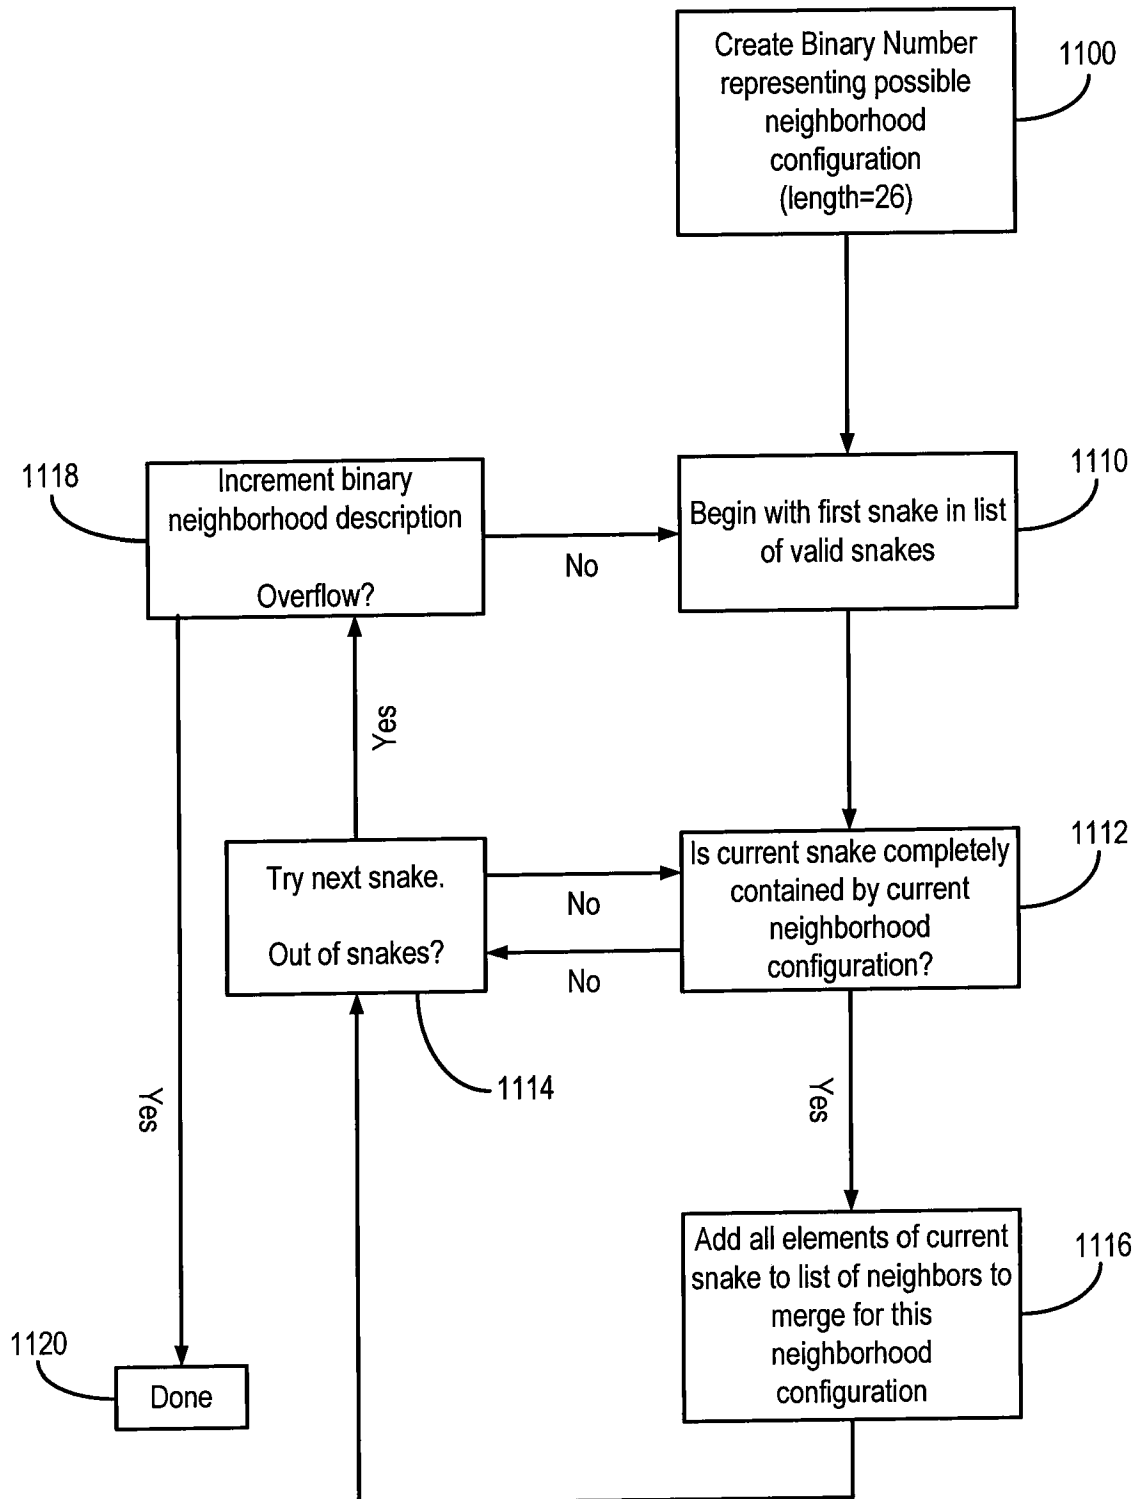 Create Binary Number
representing possible
neighborhood
configuration
(length=26)
1100
1118
Increment binary
neighborhood description
Overflow?
No
Begin with first snake in list
of valid snakes
1110
Yes
Try next snake.
Out of snakes?
No
No
Is current snake completely
contained by current
neighborhood
configuration?
1112
1114
Yes
Yes
Add all elements of current
snake to list of neighbors to
merge for this
neighborhood
configuration
1116
1120
Done